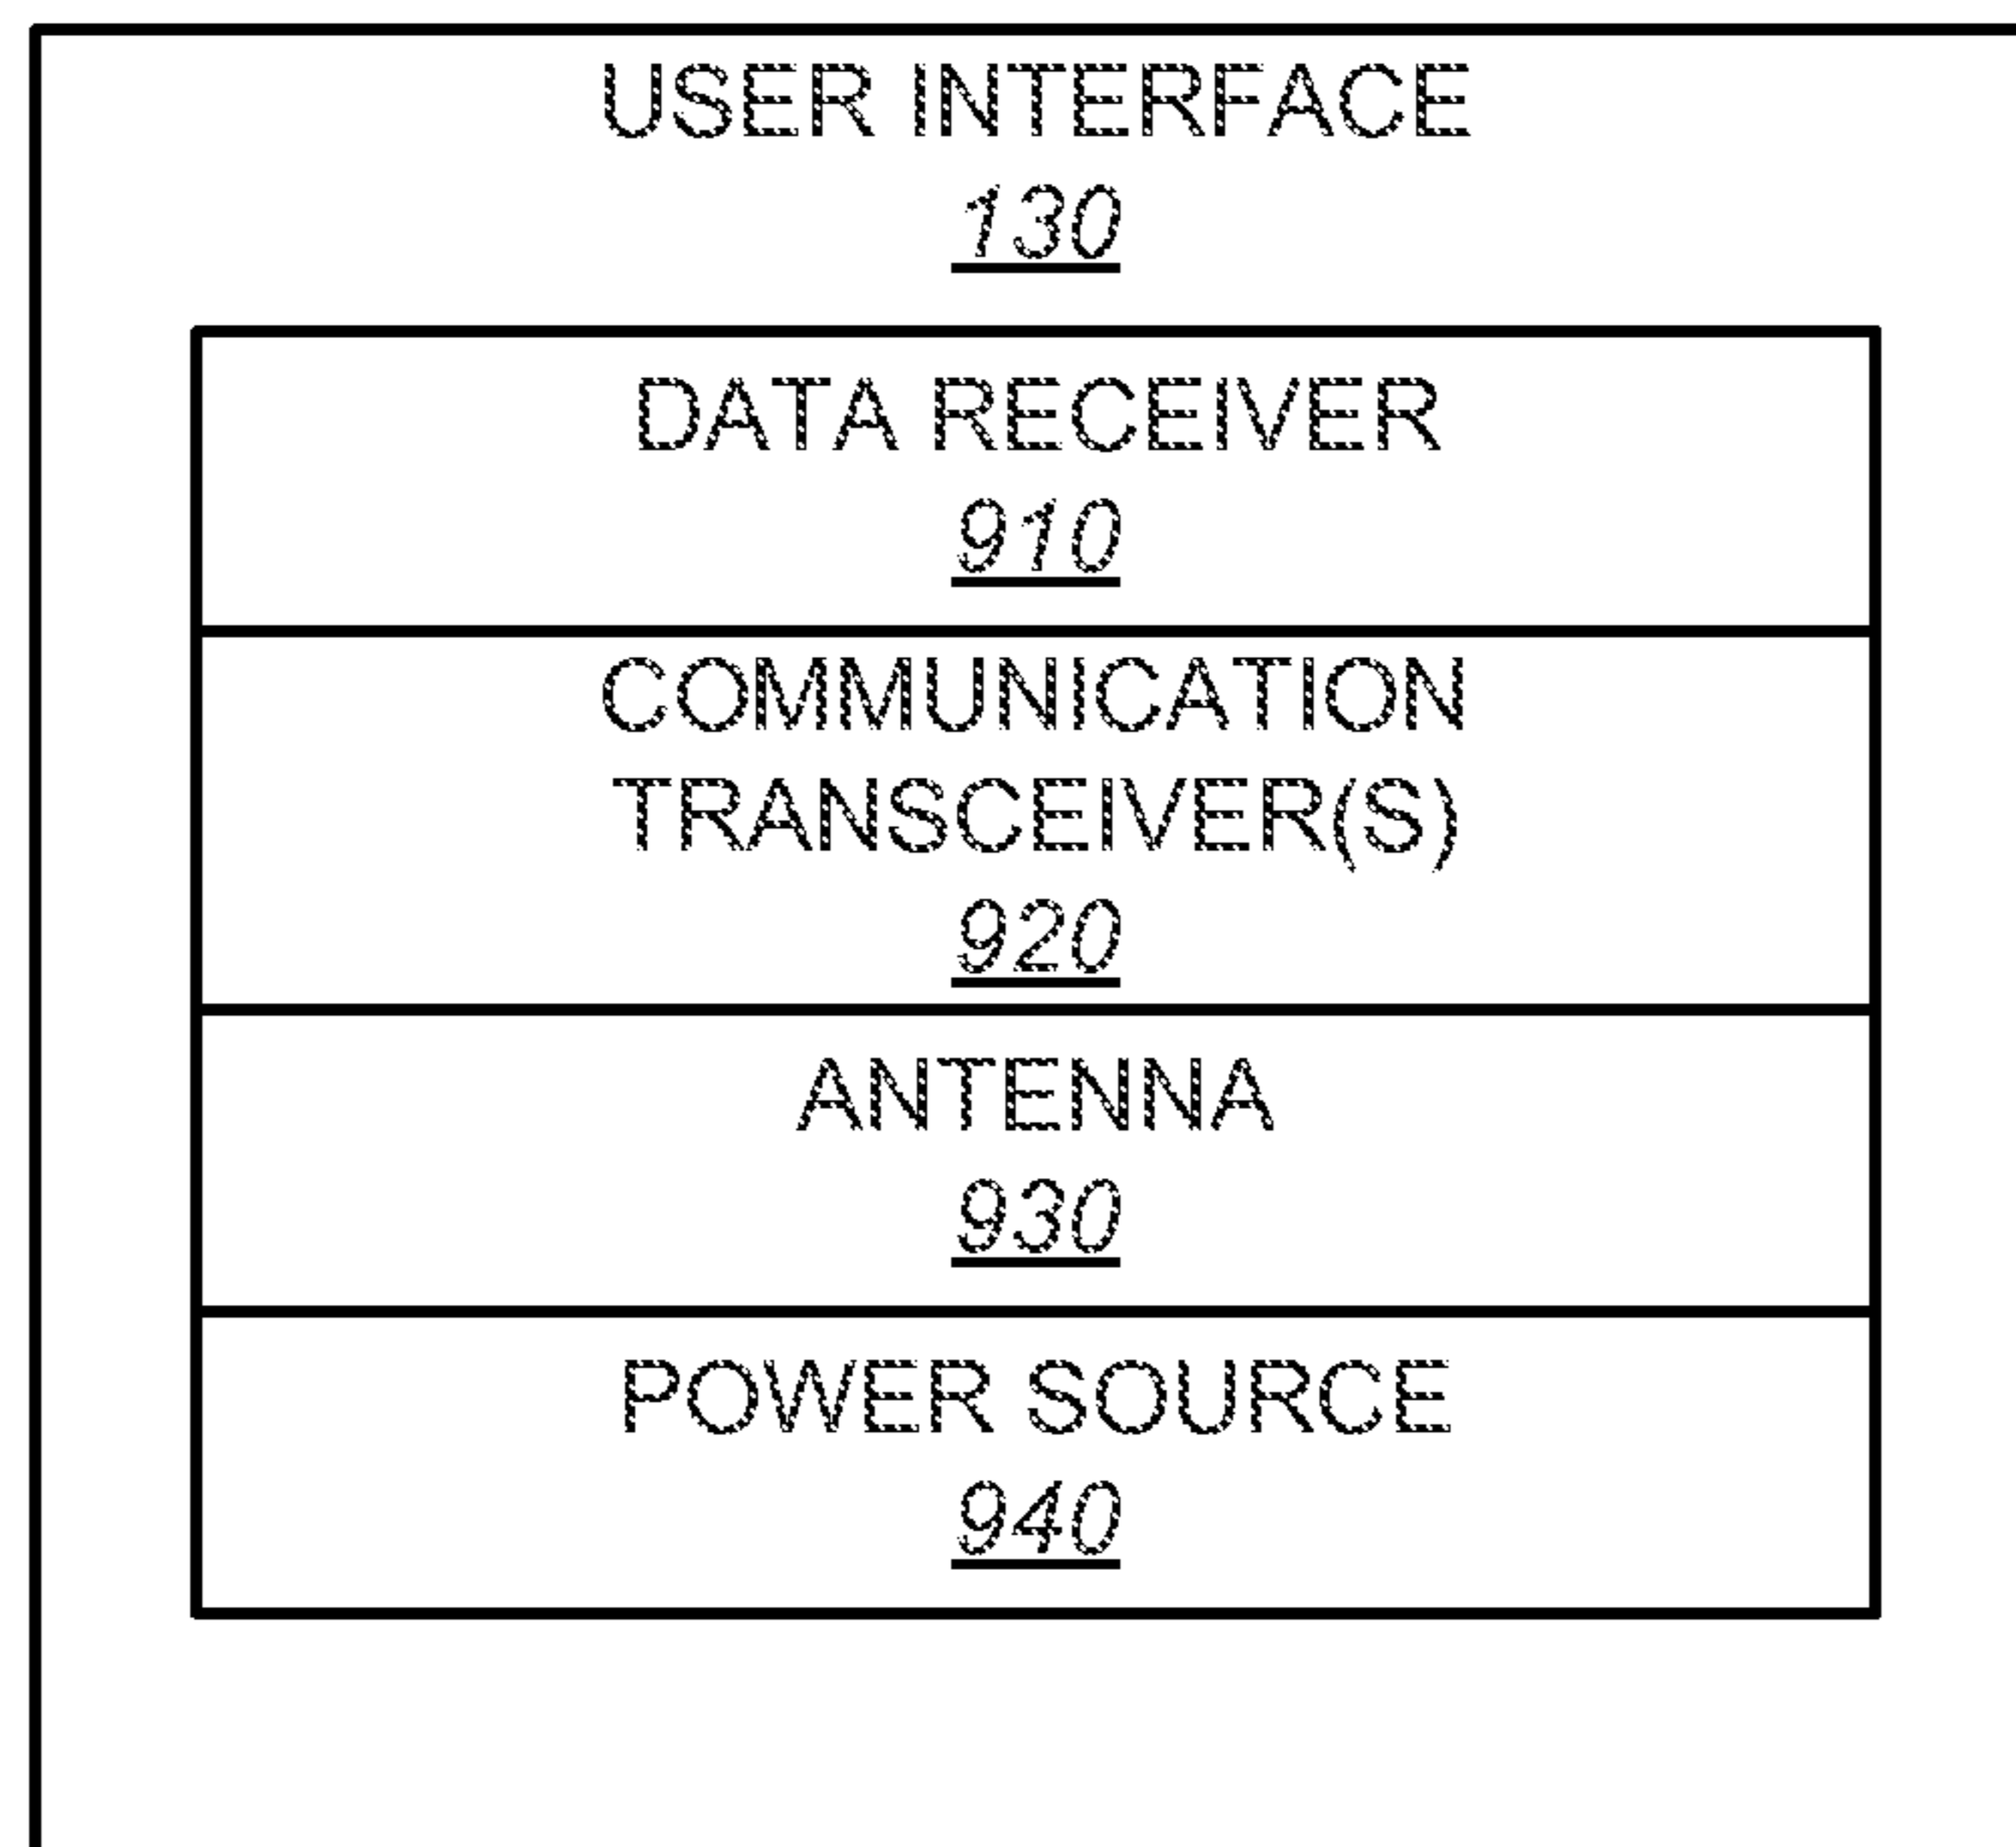 USER INTERFACE
130
DATA RECEIVER
910
COMMUNICATION
TRANSCEIVER(S)
920
ANTENNA
930
POWER SOURCE
940